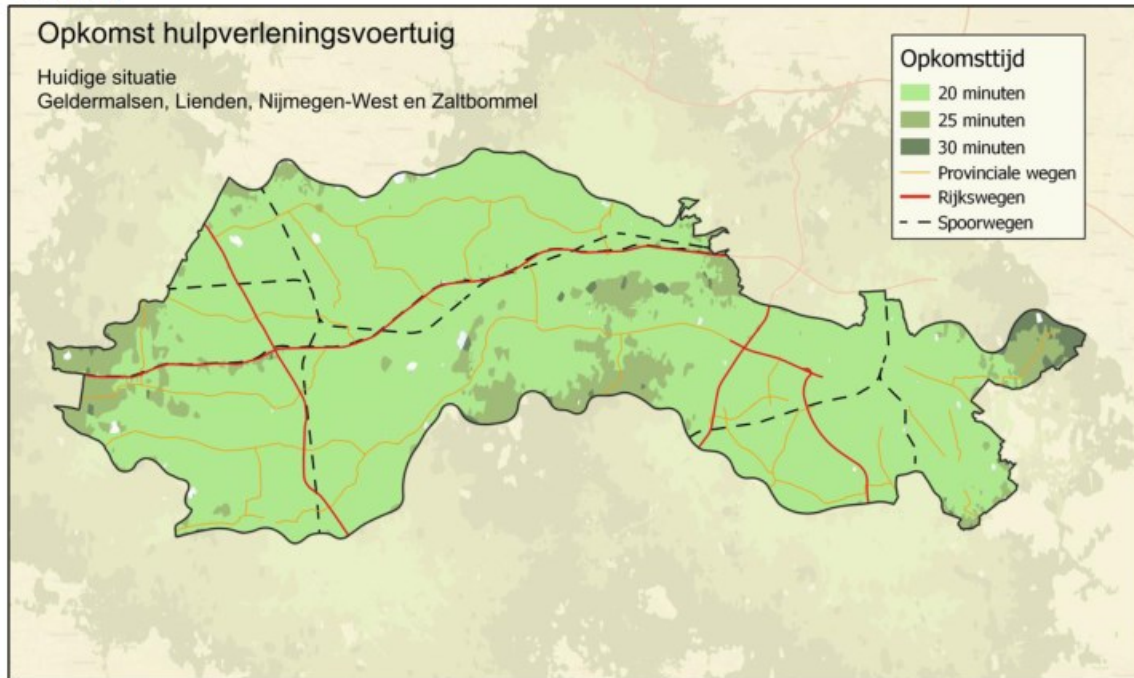 Opkomst hulpverleningsvoertuig
Huidige situatie
Geldermalsen, Lienden, Nijmegen-West en Zaltbommel
Opkomsttijd
20 minuten
25 minuten
30 minuten
Provinciale wegen
Rijkswegen
Spoorwegen